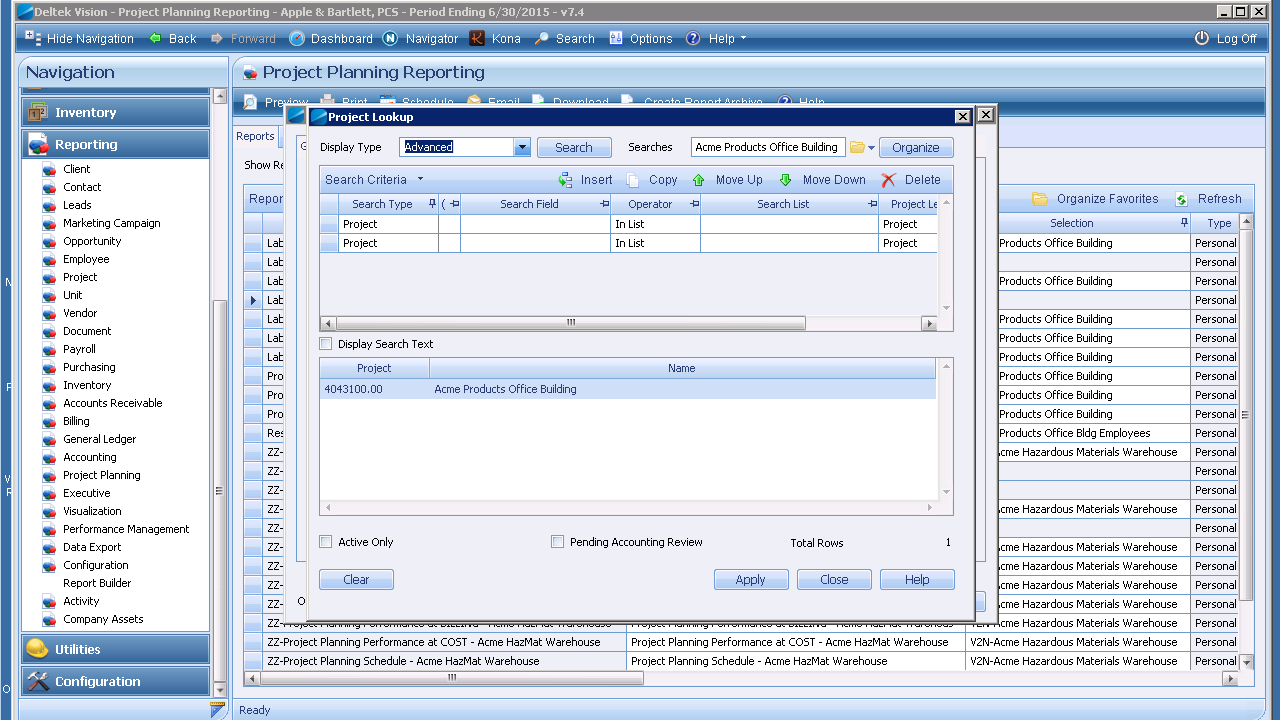 Deltek Vision - Project Planning Reporting - Apple & Bartlett, PCS - Period Ending 6/30/2015 - v7.4
Hide Navigation Back Forward Dashboard Navigator Kona Search Options Help Log Off
Navigation
Project Planning Reporting
Inventory
Reporting
Client
Contact
Leads
Marketing Campaign
Opportunity
Employee
Project
Unit
Vendor
Document
Payroll
Purchasing
Inventory
Accounts Receivable
Billing
General Ledger
Accounting
Project Planning
Executive
Visualization
Performance Management
Data Export
Configuration
Report Builder
Activity
Company Assets
Utilities
Configuration
Preview Print Schedule Email Download Create Report Archive Help
Reports
Show Re
Repor
Organize Favorites Refresh
Selection Type
Lab Products Office Building Personal
Lab Personal
Lab Products Office Building Personal
Lab Personal
Lab Products Office Building Personal
Lab Products Office Building Personal
Lab Products Office Building Personal
Pro Products Office Building Personal
Pro Products Office Building Personal
Pro Products Office Building Personal
Res Products Office Bldg Employees Personal
ZZ- cme Hazardous Materials Warehouse Personal
ZZ- Personal
ZZ- Personal
ZZ- cme Hazardous Materials Warehouse Personal
ZZ- Personal
ZZ- cme Hazardous Materials Warehouse Personal
ZZ- cme Hazardous Materials Warehouse Personal
ZZ- cme Hazardous Materials Warehouse Personal
ZZ- cme Hazardous Materials Warehouse Personal
ZZ-Project Planning Performance at BILLING - Acme HazMat Warehouse Project Planning Performance at BILLING - Acme HazMat Warehouse V2N-Acme Hazardous Materials Warehouse Personal
ZZ-Project Planning Performance at COST - Acme HazMat Warehouse Project Planning Performance at COST - Acme HazMat Warehouse V2N-Acme Hazardous Materials Warehouse Personal
ZZ-Project Planning Schedule - Acme HazMat Warehouse Project Planning Schedule - Acme HazMat Warehouse V2N-Acme Hazardous Materials Warehouse Personal
Ready
Project Lookup
Display Type Advanced Search Searches Acme Products Office Building Organize
Search Criteria Insert Copy Move Up Move Down Delete
Search Type ( Search Field Operator Search List Project Le
Project In List Project
Project In List Project
Display Search Text
Project Name
4043100.00 Acme Products Office Building
Active Only Pending Accounting Review Total Rows 1
Clear Apply Close Help